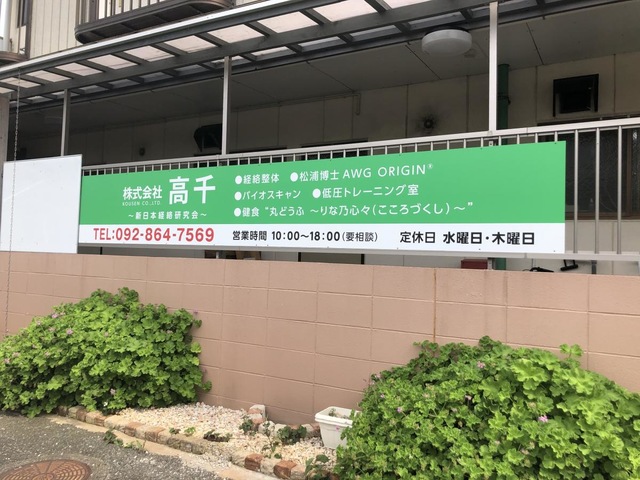 株式会社 高千
KOUSEN CO.,LTD.
～新日本経絡研究会～
●経絡整体 ●松浦博士 AWG ORIGIN®
●バイオスキャン ●低圧トレーニング室
●健食 “丸どうふ ～りな乃心々(こころづくし)～”
TEL:092-864-7569 営業時間 10:00～18:00(要相談) 定休日 水曜日・木曜日